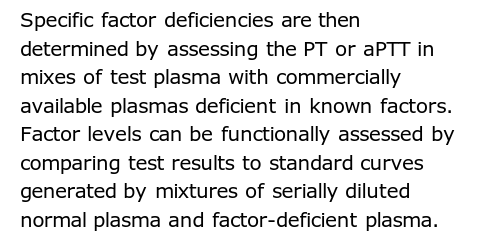 Specific factor deficiencies are then
determined by assessing the PT or aPTT in
mixes of test plasma with commercially
available plasmas deficient in known factors.
Factor levels can be functionally assessed by
comparing test results to standard curves
generated by mixtures of serially diluted
normal plasma and factor-deficient plasma.